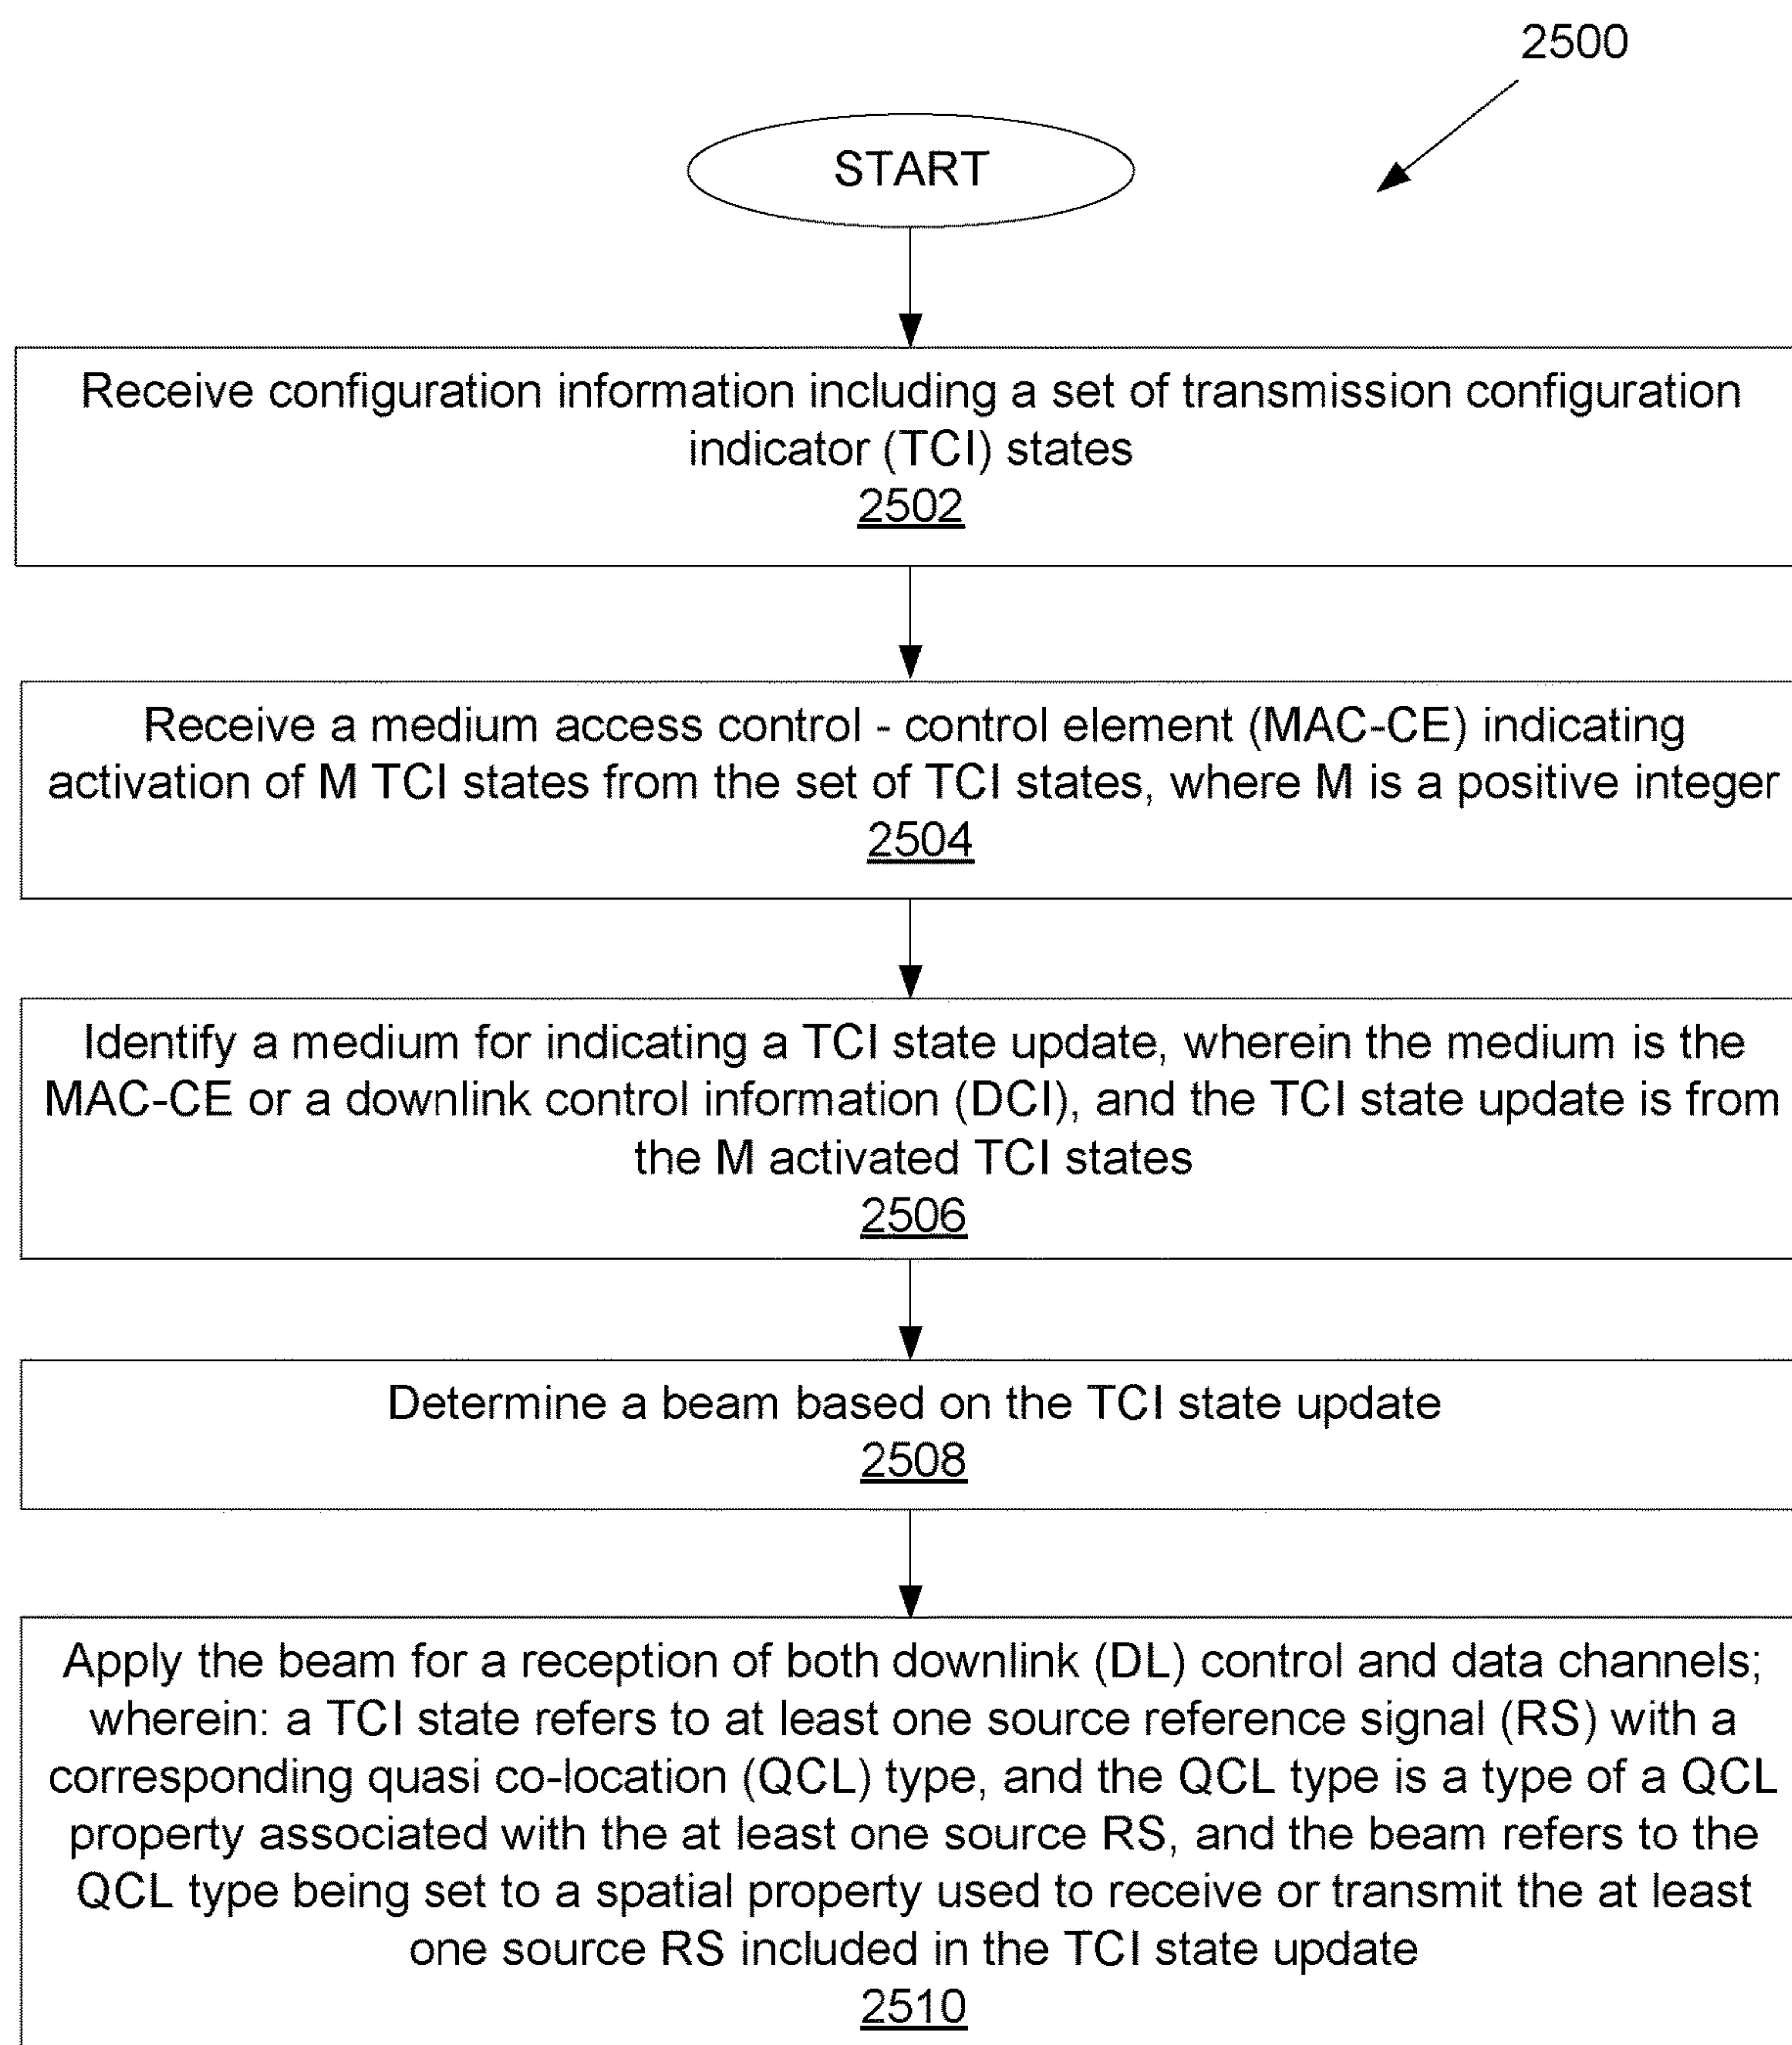 2500
START
Receive configuration information including a set of transmission configuration
indicator (TCI) states
2502
Receive a medium access control - control element (MAC-CE) indicating
activation of M TCI states from the set of TCI states, where M is a positive integer
2504
Identify a medium for indicating a TCI state update, wherein the medium is the
MAC-CE or a downlink control information (DCI), and the TCI state update is from
the M activated TCI states
2506
Determine a beam based on the TCI state update
2508
Apply the beam for a reception of both downlink (DL) control and data channels;
wherein: a TCI state refers to at least one source reference signal (RS) with a
corresponding quasi co-location (QCL) type, and the QCL type is a type of a QCL
property associated with the at least one source RS, and the beam refers to the
QCL type being set to a spatial property used to receive or transmit the at least
one source RS included in the TCI state update
2510